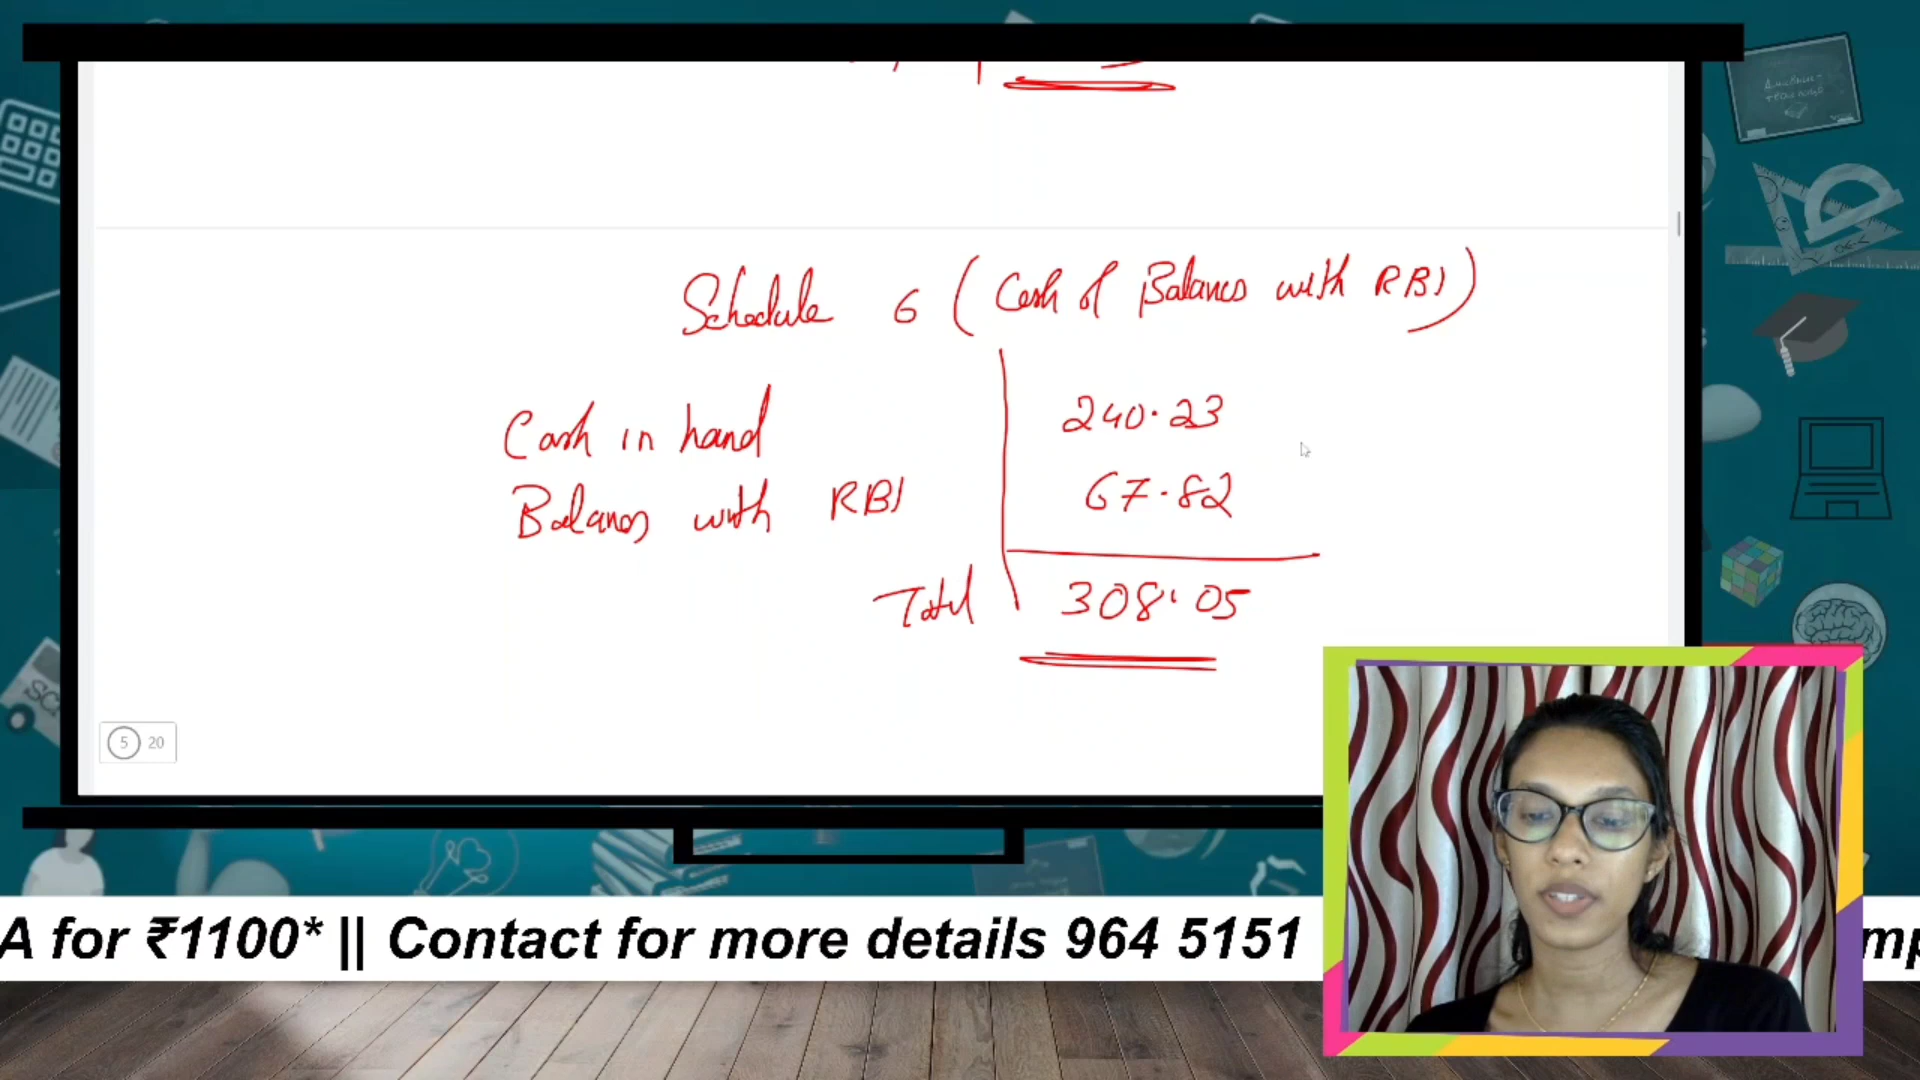 Schedule 6 (Cash of Balances with RBI)
Cash in hand 240.23
Balances with RBI 67.82
Total 308.05
5 20
A for ₹1100* || Contact for more details 964 5151